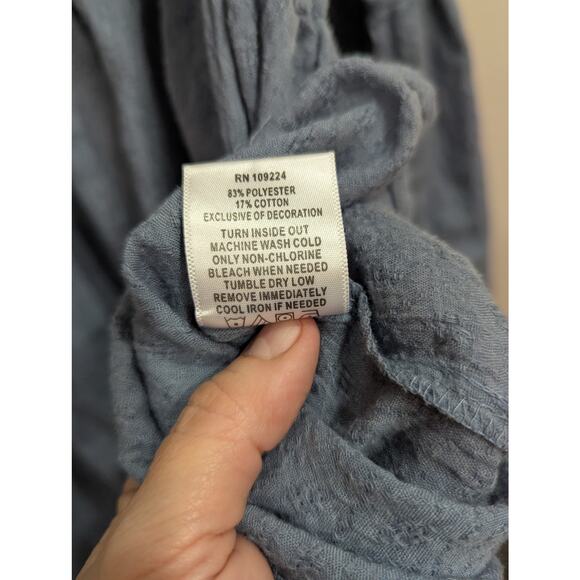 RN 109224
83% POLYESTER
17% COTTON
EXCLUSIVE OF DECORATION
TURN INSIDE OUT
MACHINE WASH COLD
ONLY NON-CHLORINE
BLEACH WHEN NEEDED
TUMBLE DRY LOW
REMOVE IMMEDIATELY
COOL IRON IF NEEDED